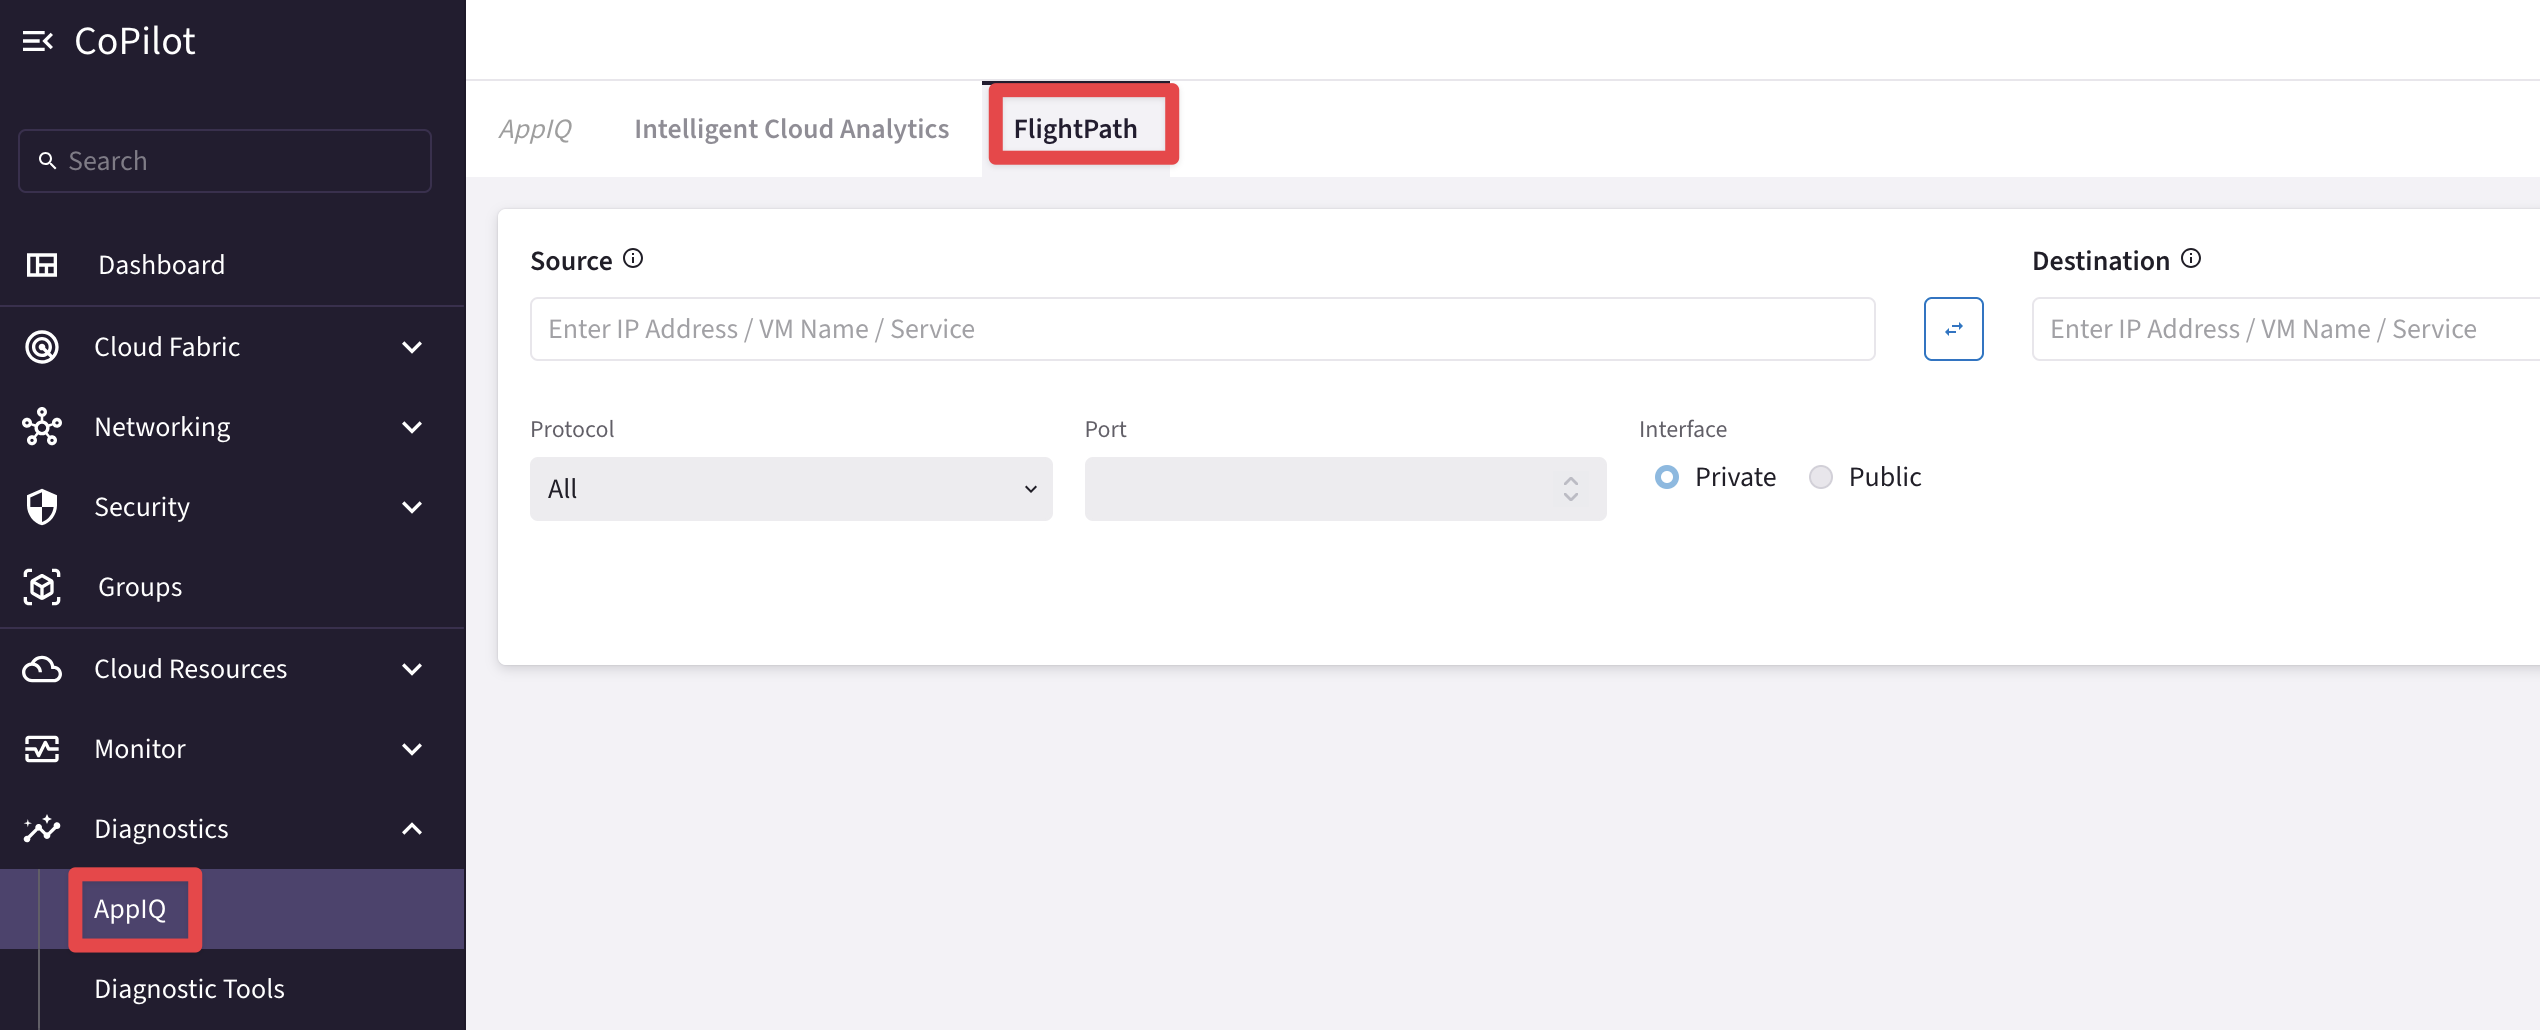 CoPilot
Search
Dashboard
Cloud Fabric
Networking
Security
Groups
Cloud Resources
Monitor
Diagnostics
AppIQ
Diagnostic Tools
AppIQ Intelligent Cloud Analytics FlightPath
Source Destination
Enter IP Address / VM Name / Service Enter IP Address / VM Name / Service
Protocol Port Interface
All Private Public